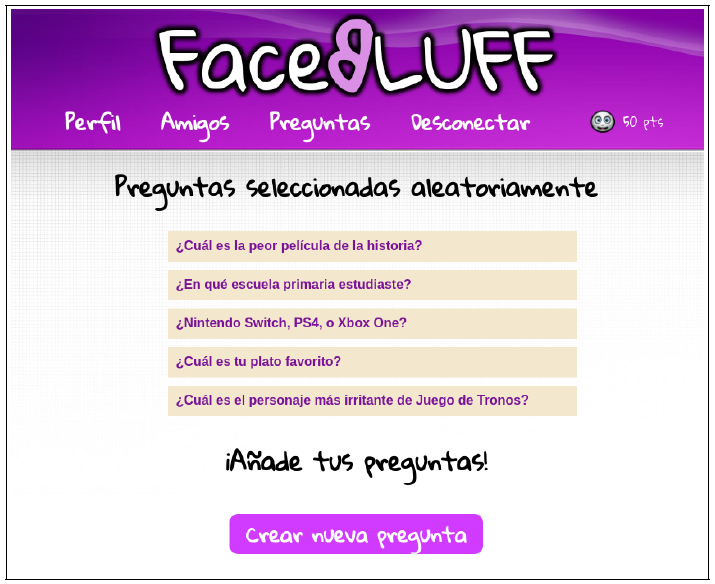 FaceBLUFF
Perfil Amigos Preguntas Desconectar 50 pts
Preguntas seleccionadas aleatoriamente
¿Cuál es la peor película de la historia?
¿En qué escuela primaria estudiaste?
¿Nintendo Switch, PS4, o Xbox One?
¿Cuál es tu plato favorito?
¿Cuál es el personaje más irritante de Juego de Tronos?
¡Añade tus preguntas!
Crear nueva pregunta